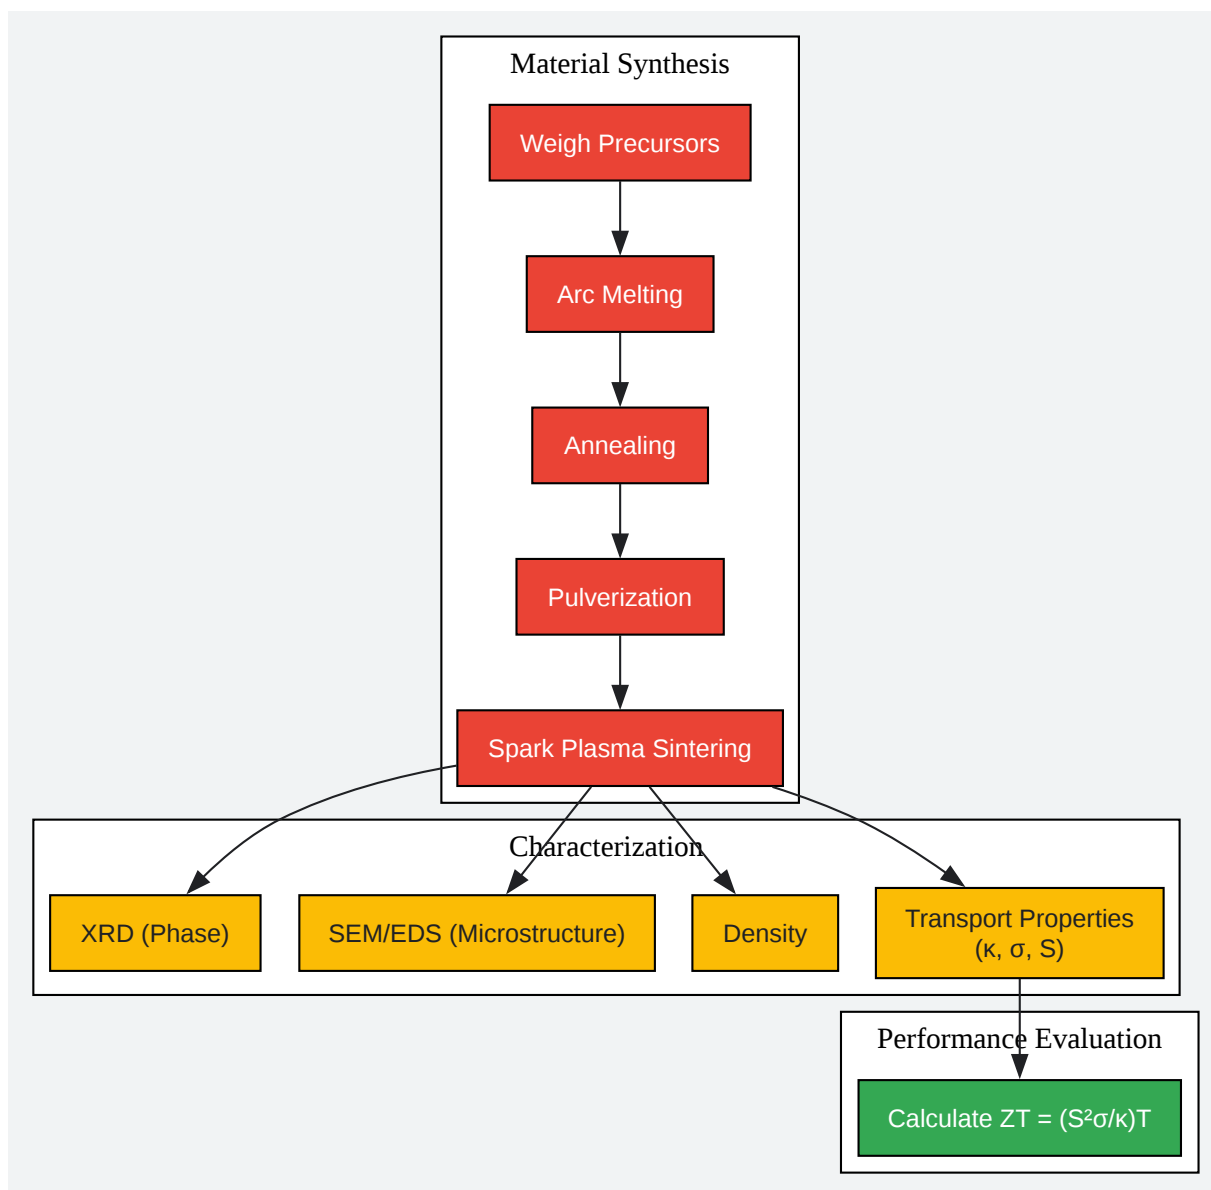 Material Synthesis
Weigh Precursors
Arc Melting
Annealing
Pulverization
Spark Plasma Sintering
Characterization
XRD (Phase)
SEM/EDS (Microstructure)
Density
Transport Properties
(κ, σ, S)
Performance Evaluation
Calculate ZT = (S²σ/κ)T